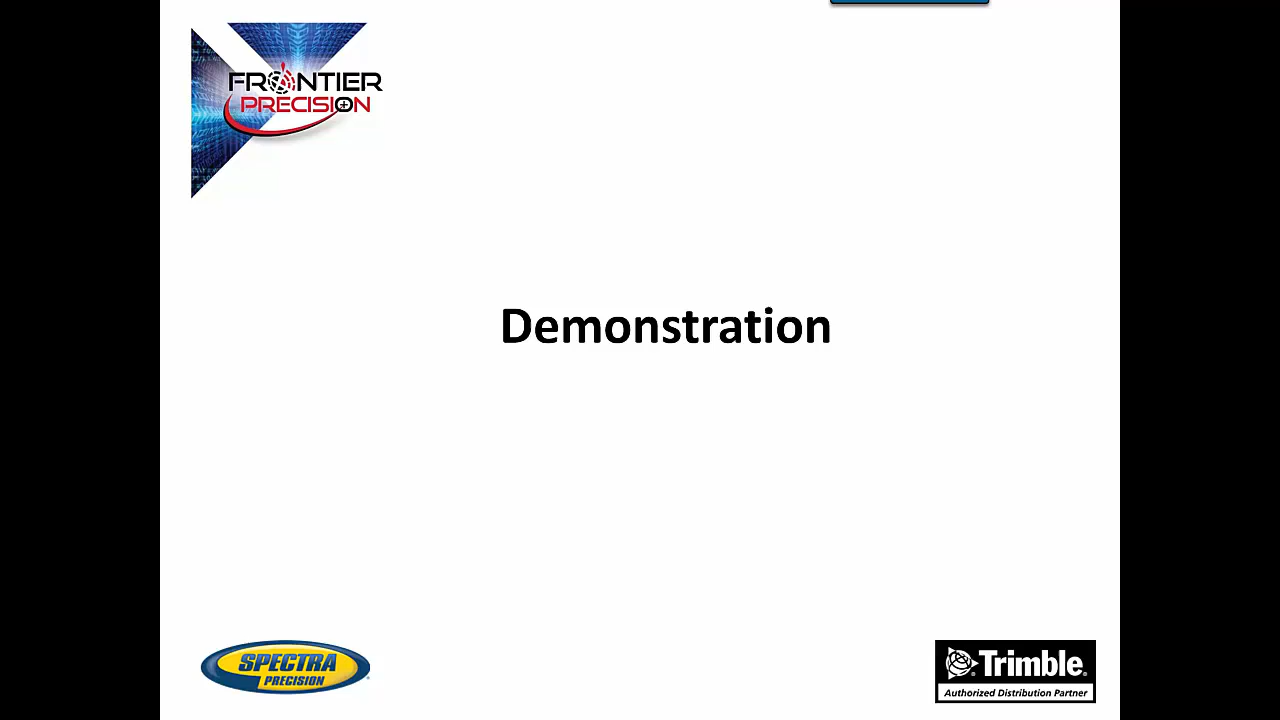 FRONTIER
PRECISION
Demonstration
SPECTRA
PRECISION
Trimble.
Authorized Distribution Partner